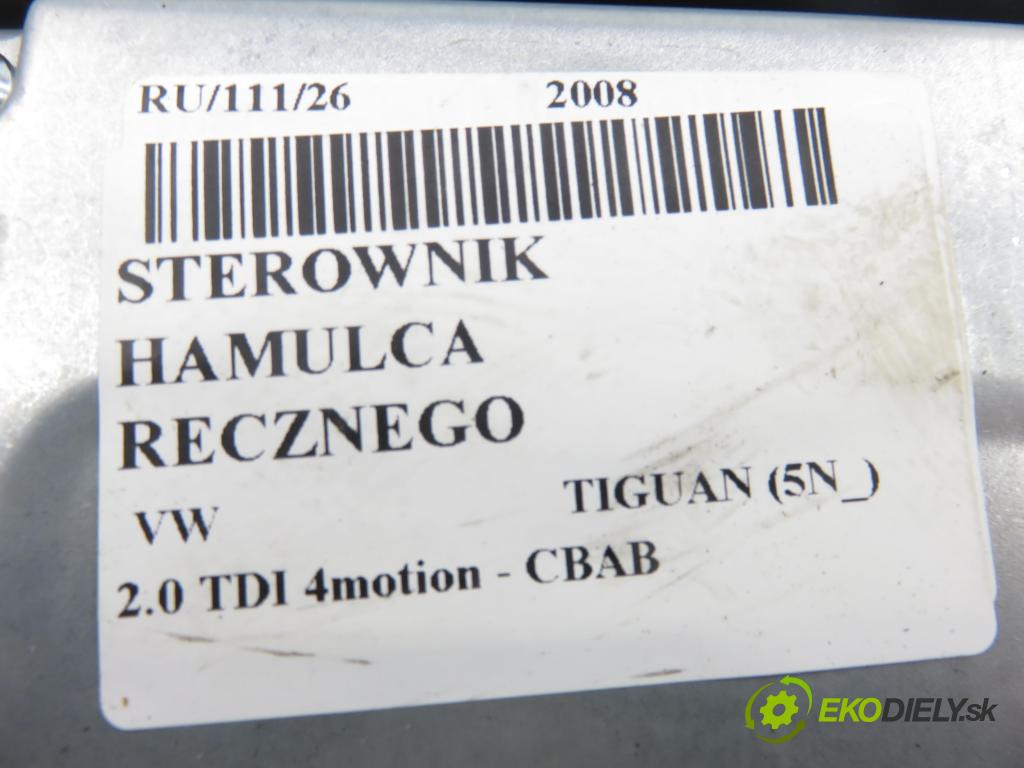 RU/111/26 2008
STEROWNIK
HAMULCA
RECZNEGO
VW TIGUAN (5N_)
2.0 TDI 4motion - CBAB
EKODIELY.sk